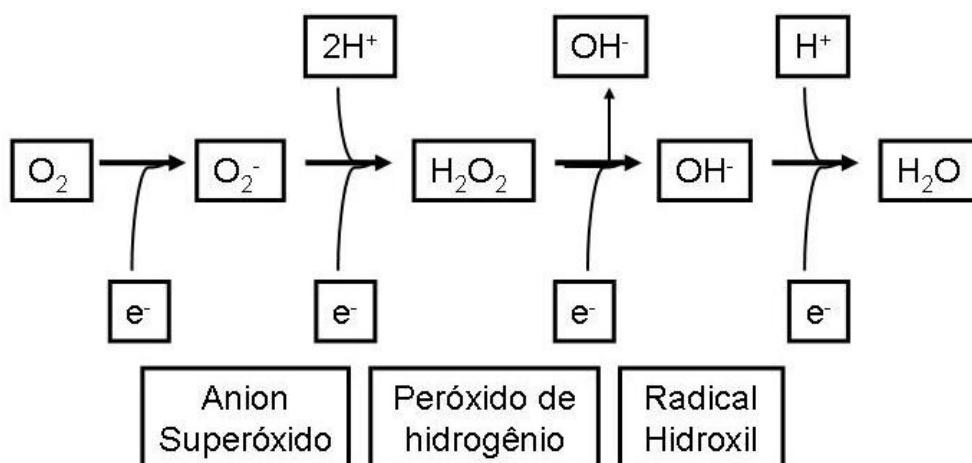 2H⁺
OH⁻
H⁺
O₂
O₂⁻
H₂O₂
OH⁻
H₂O
e⁻
e⁻
e⁻
e⁻
Anion
Superóxido
Peróxido de
hidrogênio
Radical
Hidroxil